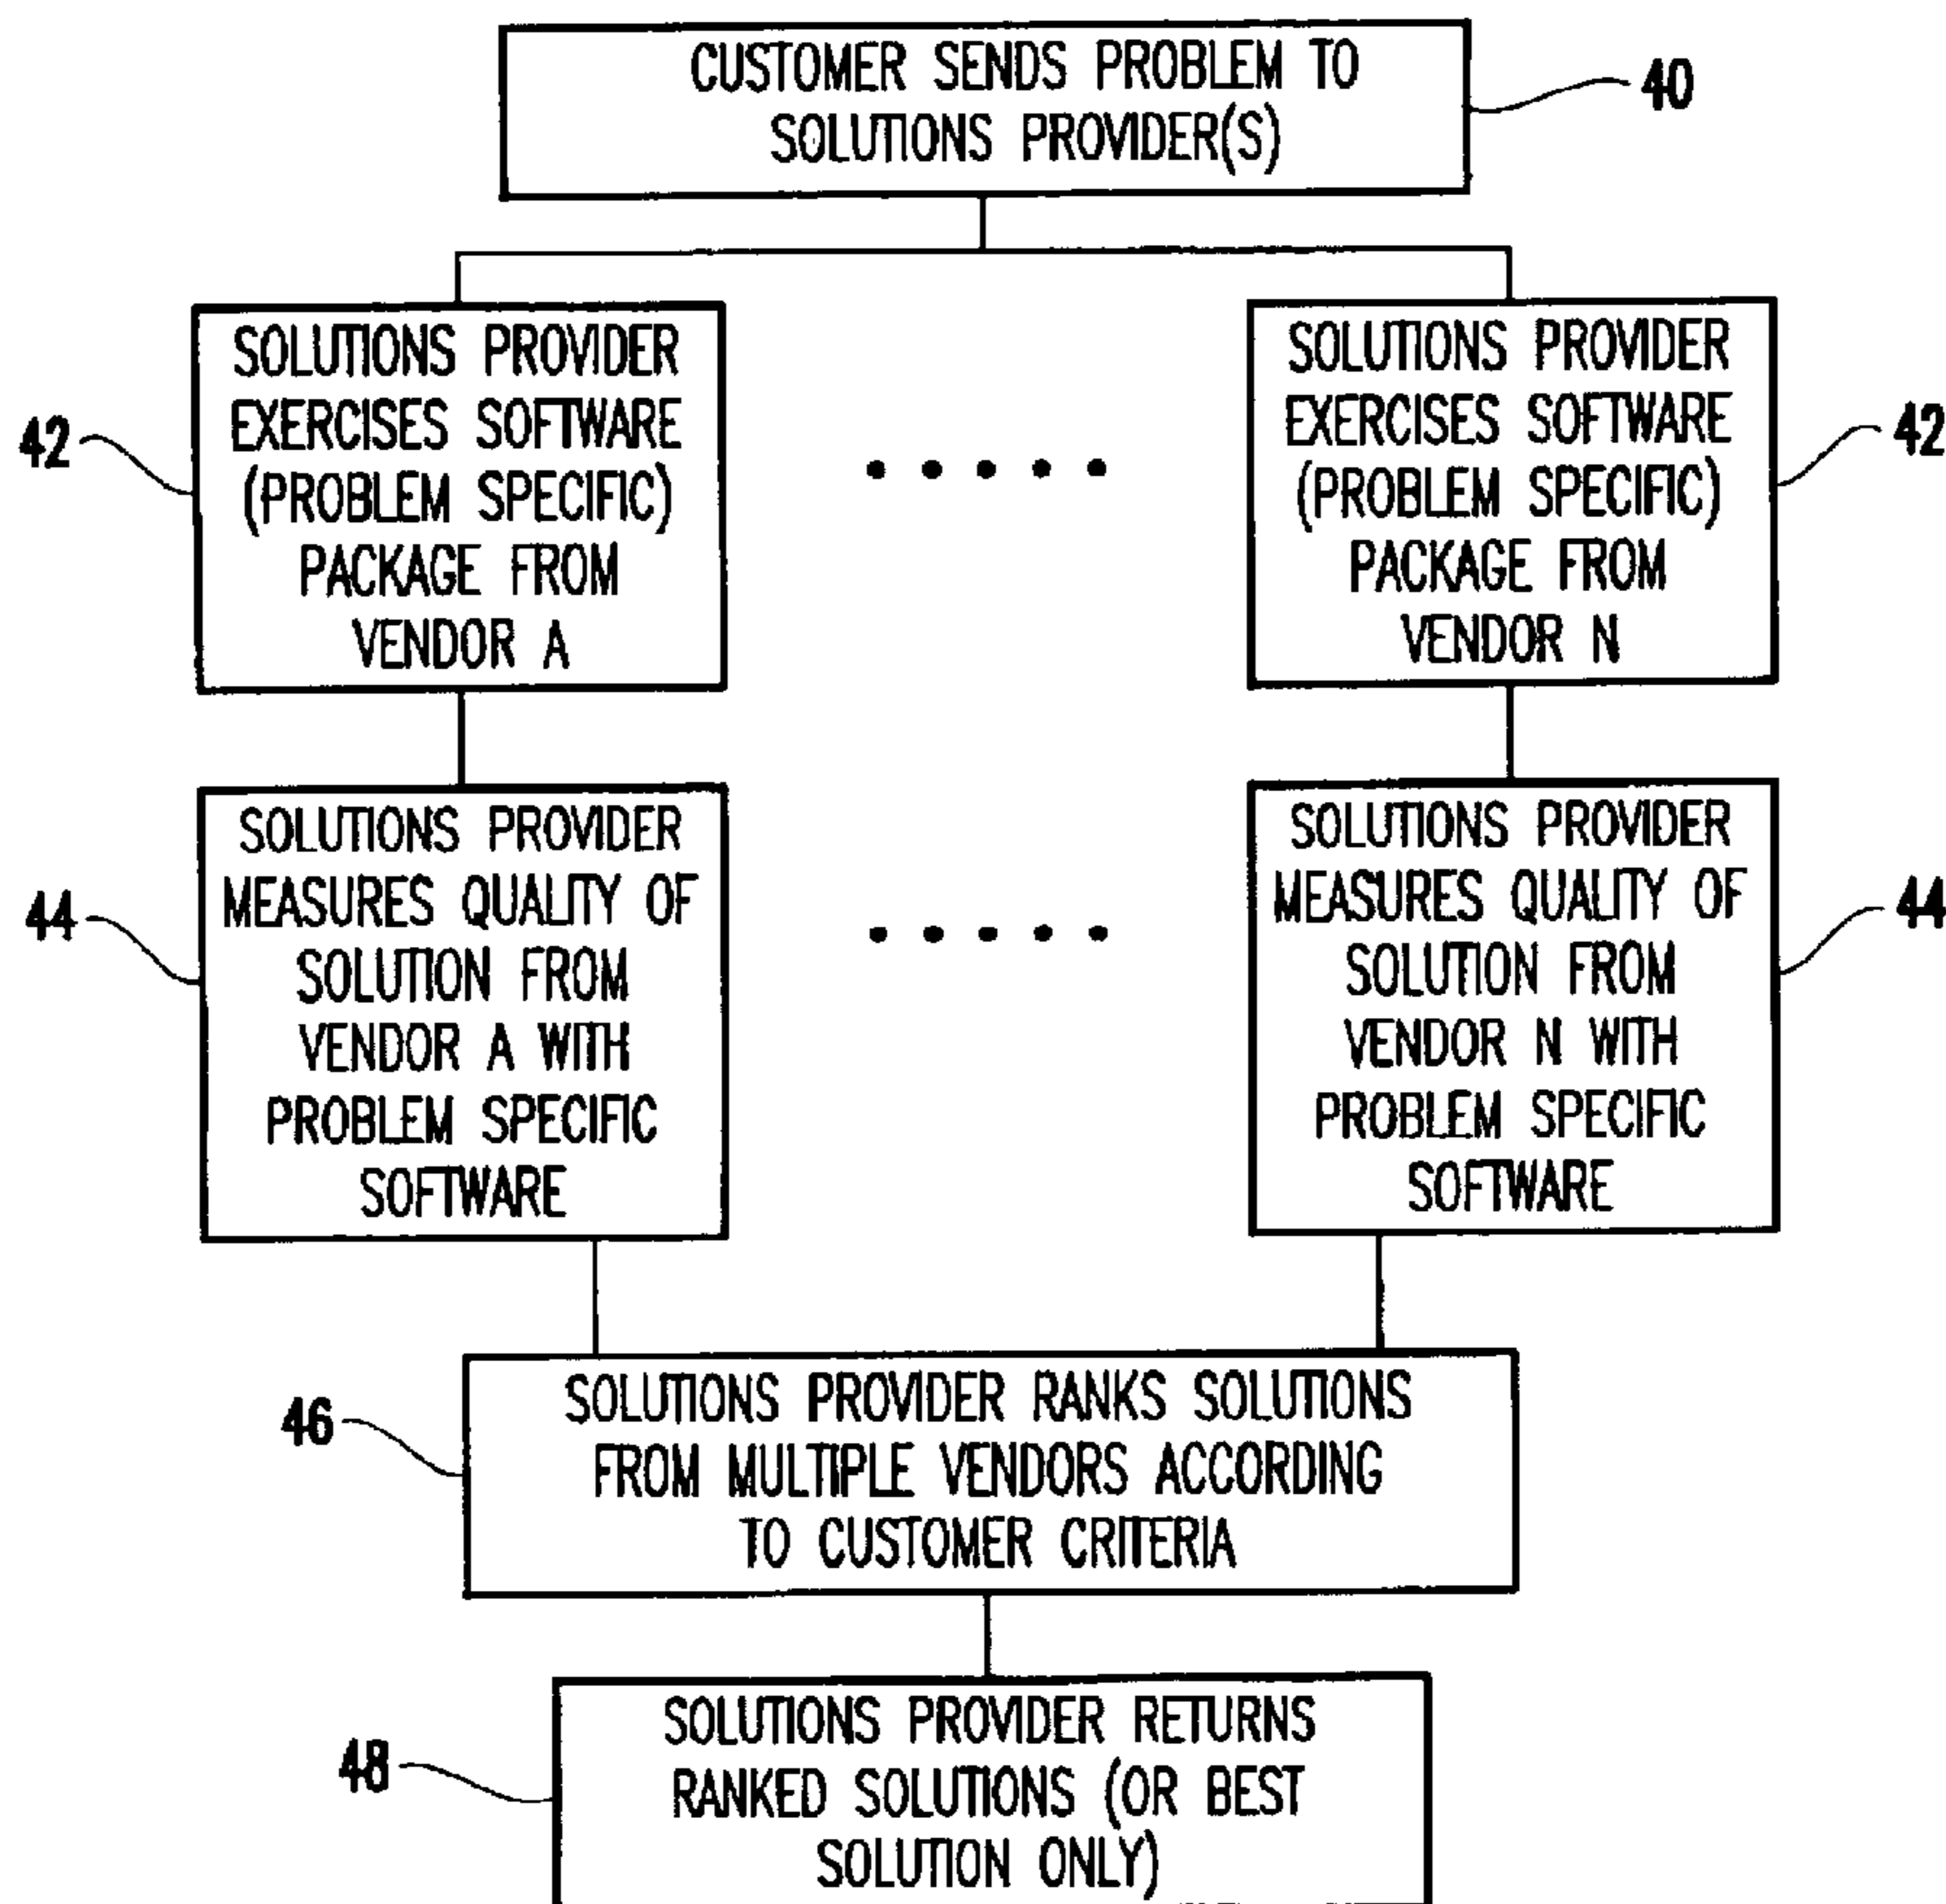 CUSTOMER SENDS PROBLEM TO
SOLUTIONS PROVIDER(S)
40
SOLUTIONS PROVIDER
EXERCISES SOFTWARE
(PROBLEM SPECIFIC)
PACKAGE FROM
VENDOR A
42
SOLUTIONS PROVIDER
EXERCISES SOFTWARE
(PROBLEM SPECIFIC)
PACKAGE FROM
VENDOR N
42
SOLUTIONS PROVIDER
MEASURES QUALITY OF
SOLUTION FROM
VENDOR A WITH
PROBLEM SPECIFIC
SOFTWARE
44
SOLUTIONS PROVIDER
MEASURES QUALITY OF
SOLUTION FROM
VENDOR N WITH
PROBLEM SPECIFIC
SOFTWARE
44
SOLUTIONS PROVIDER RANKS SOLUTIONS
FROM MULTIPLE VENDORS ACCORDING
TO CUSTOMER CRITERIA
46
SOLUTIONS PROVIDER RETURNS
RANKED SOLUTIONS (OR BEST
SOLUTION ONLY)
48